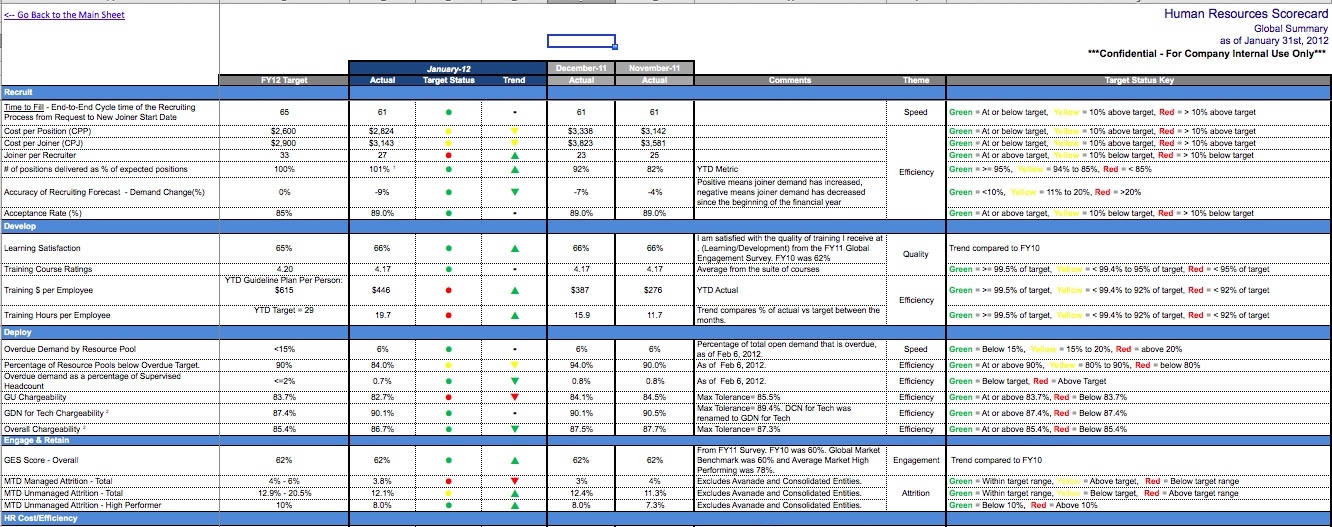 <-- Go Back to the Main Sheet
Human Resources Scorecard
Global Summary
as of January 31st, 2012
***Confidential - For Company Internal Use Only***
January-12 December-11 November-11
FY12 Target Actual Target Status Trend Actual Actual Comments Theme Target Status Key
Recruit
Time to Fill - End-to-End Cycle time of the Recruiting
Process from Request to New Joiner Start Date
65 61 61 61 Speed Green = At or below target, Yellow = 10% above target, Red = > 10% above target
Cost per Position (CPP) $2,600 $2,824 $3,338 $3,142 Green = At or below target, Yellow = 10% above target, Red = > 10% above target
Cost per Joiner (CPJ) $2,900 $3,143 $3,823 $3,581 Green = At or below target, Yellow = 10% above target, Red = > 10% above target
Joiner per Recruiter 33 27 23 25 Green = At or above target, Yellow = 10% below target, Red = > 10% below target
# of positions delivered as % of expected positions 100% 101% 92% 82% YTD Metric Efficiency Green = >= 95%, Yellow = 94% to 85%, Red = < 85%
Accuracy of Recruiting Forecast - Demand Change(%) 0% -9% -7% -4%
Positive means joiner demand has increased,
negative means joiner demand has decreased
since the beginning of the financial year
Green = <10%, Yellow = 11% to 20%, Red = >20%
Acceptance Rate (%) 85% 89.0% 89.0% 89.0% Green = At or above target, Yellow = 10% below target, Red = > 10% below target
Develop
Learning Satisfaction 65% 66% 66% 66%
I am satisfied with the quality of training I receive at
. (Learning/Development) from the FY11 Global
Engagement Survey. FY10 was 62%
Quality Trend compared to FY10
Training Course Ratings 4.20 4.17 4.17 4.17 Average from the suite of courses Green = >= 99.5% of target, Yellow = < 99.4% to 95% of target, Red = < 95% of target
Training $ per Employee
YTD Guideline Plan Per Person:
$615 $446 $387 $276 YTD Actual Efficiency Green = >= 99.5% of target, Yellow = < 99.4% to 92% of target, Red = < 92% of target
Training Hours per Employee YTD Target = 29 19.7 15.9 11.7
Trend compares % of actual vs target between the
months.
Green = >= 99.5% of target, Yellow = < 99.4% to 92% of target, Red = < 92% of target
Deploy
Overdue Demand by Resource Pool <15% 6% 6% 6%
Percentage of total open demand that is overdue,
as of Feb 6, 2012.
Speed Green = Below 15%, Yellow = 15% to 20%, Red = above 20%
Percentage of Resource Pools below Overdue Target. 90% 84.0% 94.0% 90.0% As of Feb 6, 2012. Efficiency Green = At or above 90%, Yellow = 80% to 90%, Red = below 80%
Overdue demand as a percentage of Supervised
Headcount
<=2% 0.7% 0.8% 0.8% As of Feb 6, 2012. Efficiency Green = Below target, Red = Above Target
GU Chargeability 83.7% 82.7% 84.1% 84.5% Max Tolerance= 85.5% Efficiency Green = At or above 83.7%, Red = Below 83.7%
GDN for Tech Chargeability ² 87.4% 90.1% 90.1% 90.5%
Max Tolerance= 89.4%. DCN for Tech was
renamed to GDN for Tech
Efficiency Green = At or above 87.4%, Red = Below 87.4%
Overall Chargeability ² 85.4% 86.7% 87.5% 87.7% Max Tolerance= 87.3% Efficiency Green = At or above 85.4%, Red = Below 85.4%
Engage & Retain
GES Score - Overall 62% 62% 62% 62%
From FY11 Survey. FY10 was 60%. Global Market
Benchmark was 60% and Average Market High
Performing was 78%.
Engagement Trend compared to FY10
MTD Managed Attrition - Total 4% - 6% 3.8% 3% 4% Excludes Avanade and Consolidated Entities. Green = Within target range, Yellow = Above target, Red = Below target range
MTD Unmanaged Attrition - Total 12.9% - 20.5% 12.1% 12.4% 11.3% Excludes Avanade and Consolidated Entities. Attrition Green = Within target range, Yellow = Below target, Red = Above target range
MTD Unmanaged Attrition - High Performer 10% 8.0% 8.0% 7.3% Excludes Avanade and Consolidated Entities. Green = Below 10%, Red = Above 10%
HR Cost/Efficiency